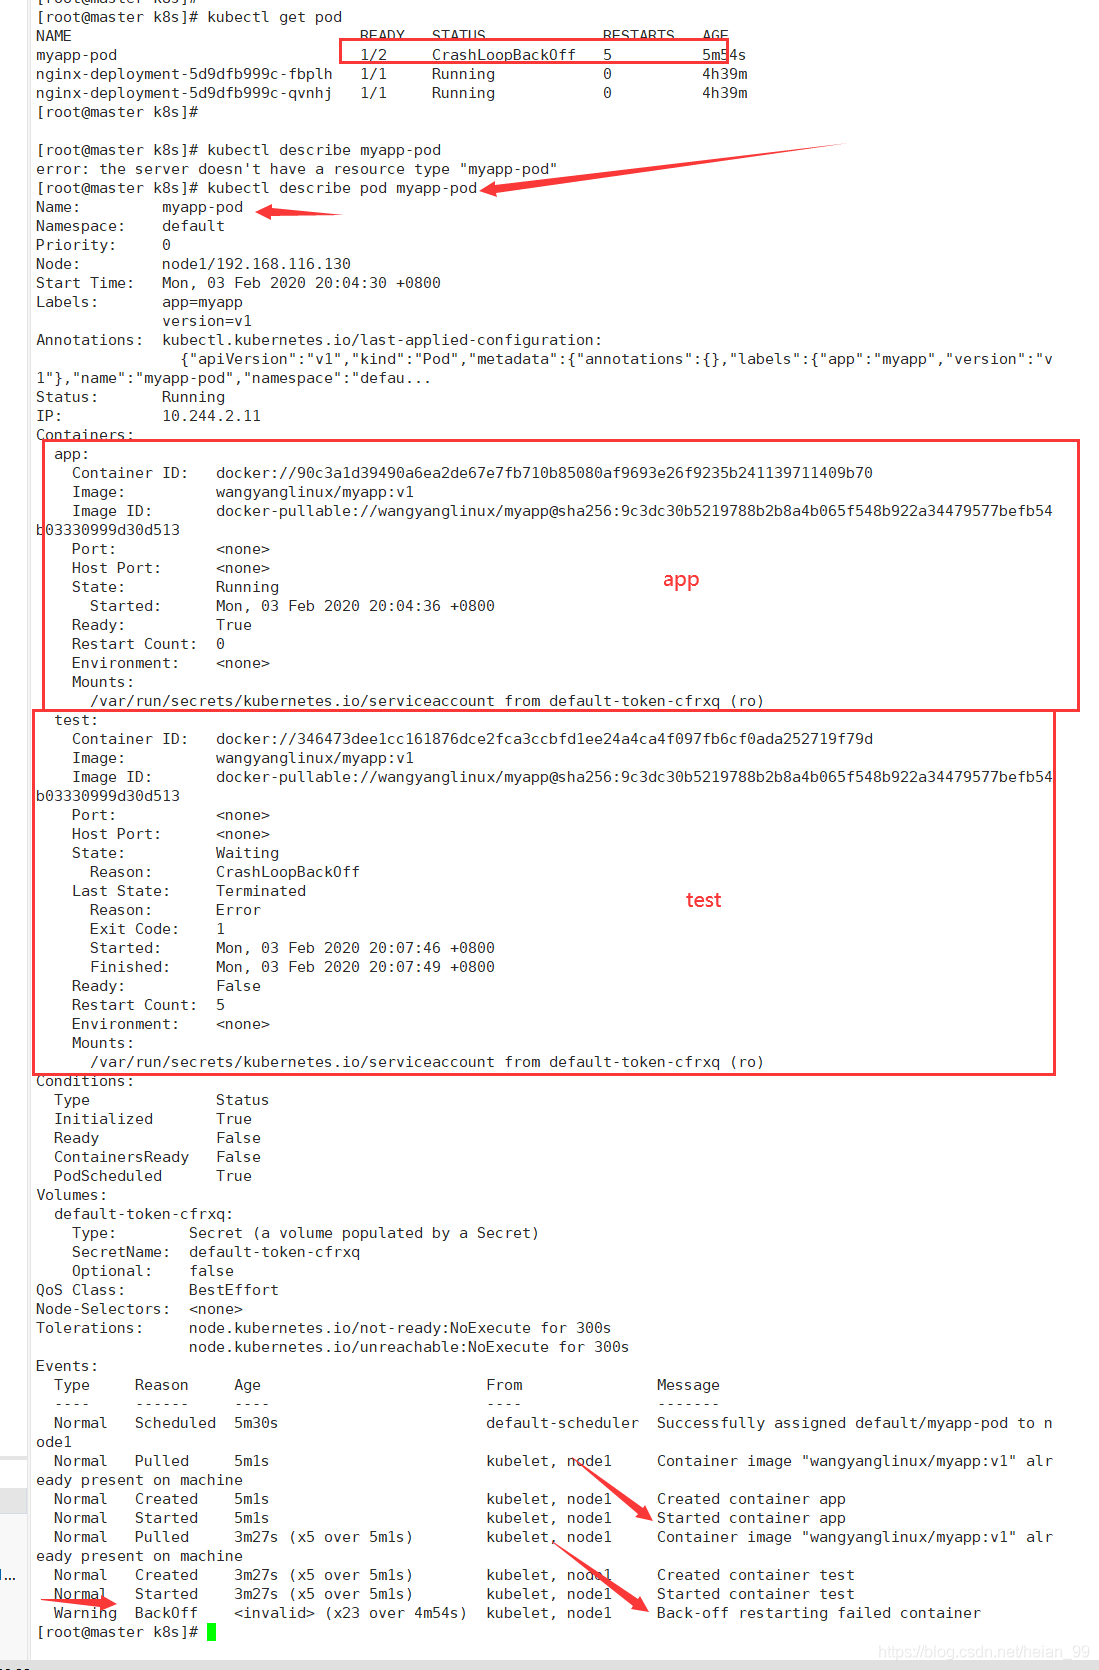 [root@master k8s]#
[root@master k8s]# kubectl get pod
NAME READY STATUS RESTARTS AGE
myapp-pod 1/2 CrashLoopBackOff 5 5m54s
nginx-deployment-5d9dfb999c-fbplh 1/1 Running 0 4h39m
nginx-deployment-5d9dfb999c-qvnhj 1/1 Running 0 4h39m
[root@master k8s]#
[root@master k8s]# kubectl describe myapp-pod
error: the server doesn't have a resource type "myapp-pod"
[root@master k8s]# kubectl describe pod myapp-pod
Name: myapp-pod
Namespace: default
Priority: 0
Node: node1/192.168.116.130
Start Time: Mon, 03 Feb 2020 20:04:30 +0800
Labels: app=myapp
version=v1
Annotations: kubectl.kubernetes.io/last-applied-configuration:
{"apiVersion":"v1","kind":"Pod","metadata":{"annotations":{},"labels":{"app":"myapp","version":"v
1"},"name":"myapp-pod","namespace":"defau...
Status: Running
IP: 10.244.2.11
Containers:
app:
Container ID: docker://90c3a1d39490a6ea2de67e7fb710b85080af9693e26f9235b241139711409b70
Image: wangyanglinux/myapp:v1
Image ID: docker-pullable://wangyanglinux/myapp@sha256:9c3dc30b5219788b2b8a4b065f548b922a34479577befb54
b03330999d30d513
Port: <none>
Host Port: <none>
State: Running
app
Started: Mon, 03 Feb 2020 20:04:36 +0800
Ready: True
Restart Count: 0
Environment: <none>
Mounts:
/var/run/secrets/kubernetes.io/serviceaccount from default-token-cfrxq (ro)
test:
Container ID: docker://346473dee1cc161876dce2fca3ccbfd1ee24a4ca4f097fb6cf0ada252719f79d
Image: wangyanglinux/myapp:v1
Image ID: docker-pullable://wangyanglinux/myapp@sha256:9c3dc30b5219788b2b8a4b065f548b922a34479577befb54
b03330999d30d513
Port: <none>
Host Port: <none>
State: Waiting
Reason: CrashLoopBackOff
Last State: Terminated
test
Reason: Error
Exit Code: 1
Started: Mon, 03 Feb 2020 20:07:46 +0800
Finished: Mon, 03 Feb 2020 20:07:49 +0800
Ready: False
Restart Count: 5
Environment: <none>
Mounts:
/var/run/secrets/kubernetes.io/serviceaccount from default-token-cfrxq (ro)
Conditions:
Type Status
Initialized True
Ready False
ContainersReady False
PodScheduled True
Volumes:
default-token-cfrxq:
Type: Secret (a volume populated by a Secret)
SecretName: default-token-cfrxq
Optional: false
QoS Class: BestEffort
Node-Selectors: <none>
Tolerations: node.kubernetes.io/not-ready:NoExecute for 300s
node.kubernetes.io/unreachable:NoExecute for 300s
Events:
Type Reason Age From Message
---- ------ ---- ---- -------
Normal Scheduled 5m30s default-scheduler Successfully assigned default/myapp-pod to n
ode1
Normal Pulled 5m1s kubelet, node1 Container image "wangyanglinux/myapp:v1" alr
eady present on machine
Normal Created 5m1s kubelet, node1 Created container app
Normal Started 5m1s kubelet, node1 Started container app
Normal Pulled 3m27s (x5 over 5m1s) kubelet, node1 Container image "wangyanglinux/myapp:v1" alr
eady present on machine
Normal Created 3m27s (x5 over 5m1s) kubelet, node1 Created container test
Normal Started 3m27s (x5 over 5m1s) kubelet, node1 Started container test
Warning BackOff <invalid> (x23 over 4m54s) kubelet, node1 Back-off restarting failed container
[root@master k8s]#
https://blog.csdn.net/heian_99